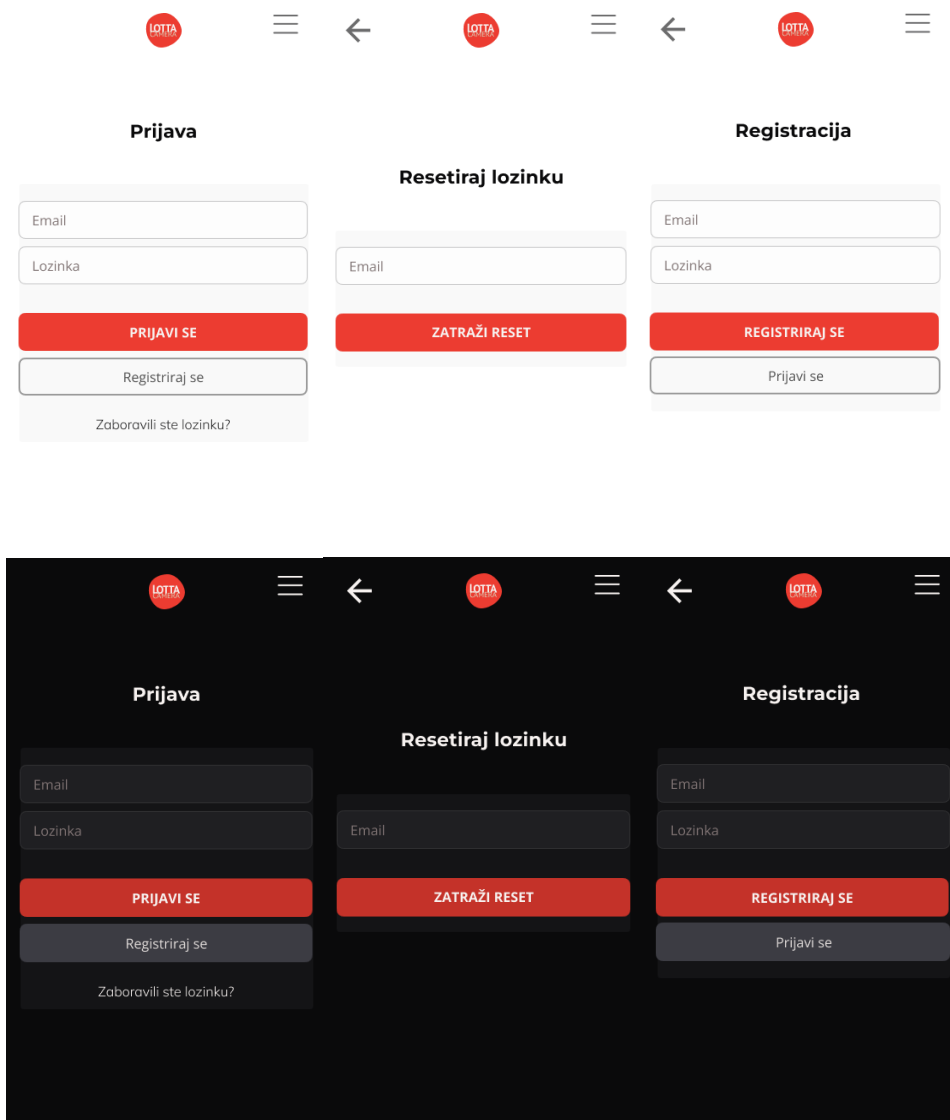 LOTTA
CAMERA
Prijava
Email
Lozinka
PRIJAVI SE
Registriraj se
Zaboravili ste lozinku?
LOTTA
CAMERA
Resetiraj lozinku
Email
ZATRAŽI RESET
LOTTA
CAMERA
Registracija
Email
Lozinka
REGISTRIRAJ SE
Prijavi se
LOTTA
CAMERA
Prijava
Email
Lozinka
PRIJAVI SE
Registriraj se
Zaboravili ste lozinku?
LOTTA
CAMERA
Resetiraj lozinku
Email
ZATRAŽI RESET
LOTTA
CAMERA
Registracija
Email
Lozinka
REGISTRIRAJ SE
Prijavi se